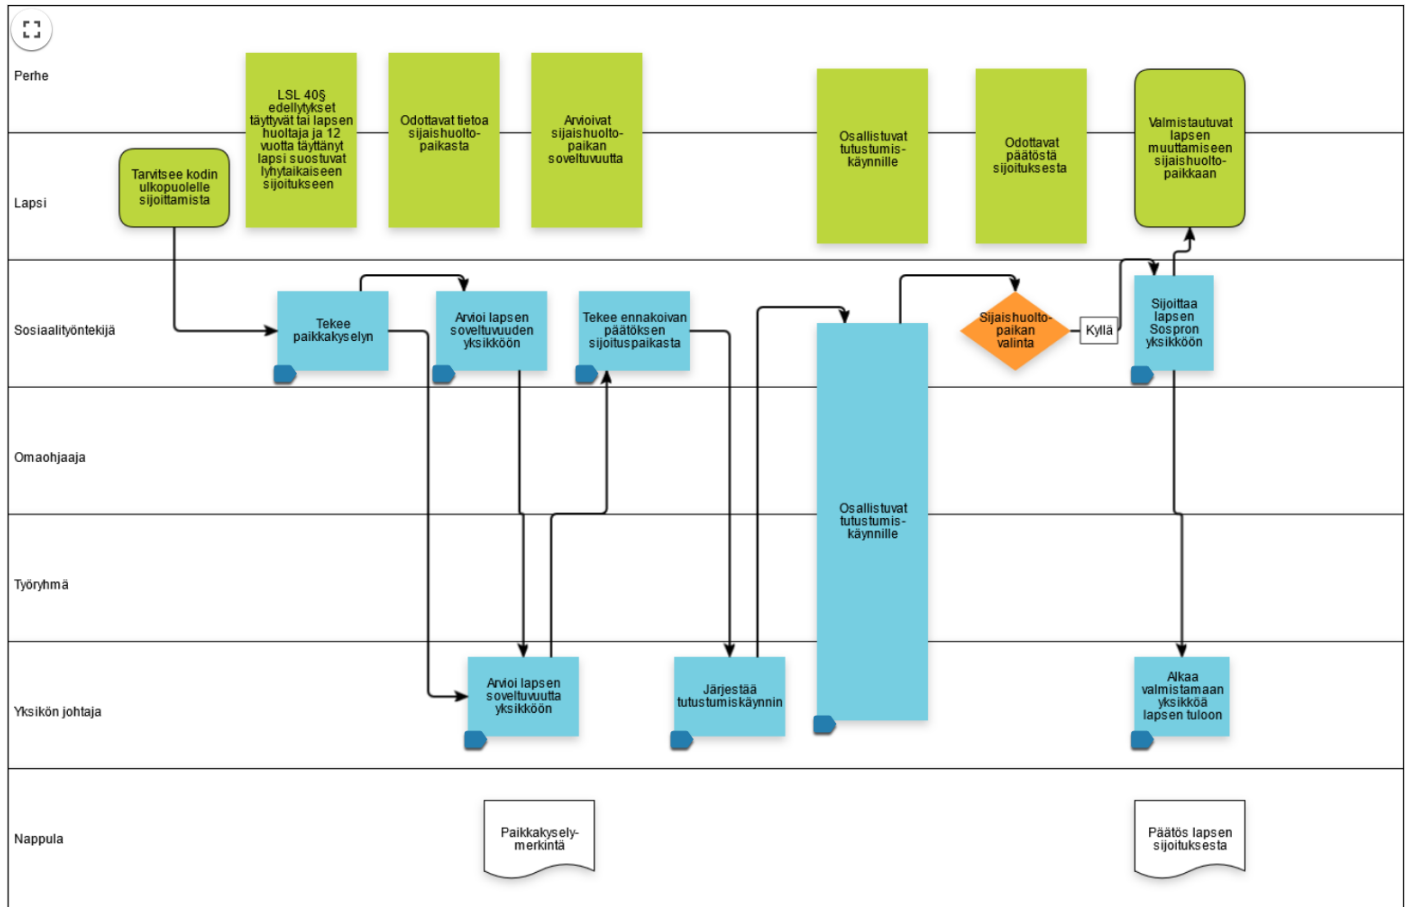 Perhe
LSL 40§
edellytykset
täyttyvät tai lapsen
huoltaja ja 12
vuotta täyttänyt
lapsi suostuvat
lyhytaikaiseen
sijoitukseen
Odottavat tietoa
sijaishuolto-
paikasta
Arvioivat
sijaishuolto-
paikan
soveltuvuutta
Osallistuvat
tutustumis-
käynnille
Odottavat
päätöstä
sijoituksesta
Valmistautuvat
lapsen
muuttamiseen
sijaishuolto-
paikkaan
Lapsi
Tarvitsee kodin
ulkopuolelle
sijoittamista
Sosiaalityöntekijä
Tekee
paikkakyselyn
Arvioi lapsen
soveltuvuuden
yksikköön
Tekee ennakoivan
päätöksen
sijoituspaikasta
Sijaishuolto-
paikan
valinta
Kyllä
Sijoittaa
lapsen
Sospron
yksikköön
Omaohjaaja
Osallistuvat
tutustumis-
käynnille
Työryhmä
Yksikön johtaja
Arvioi lapsen
soveltuvuutta
yksikköön
Järjestää
tutustumiskäynnin
Alkaa
valmistamaan
yksikköä
lapsen tuloon
Nappula
Paikkakysely-
merkintä
Päätös lapsen
sijoituksesta